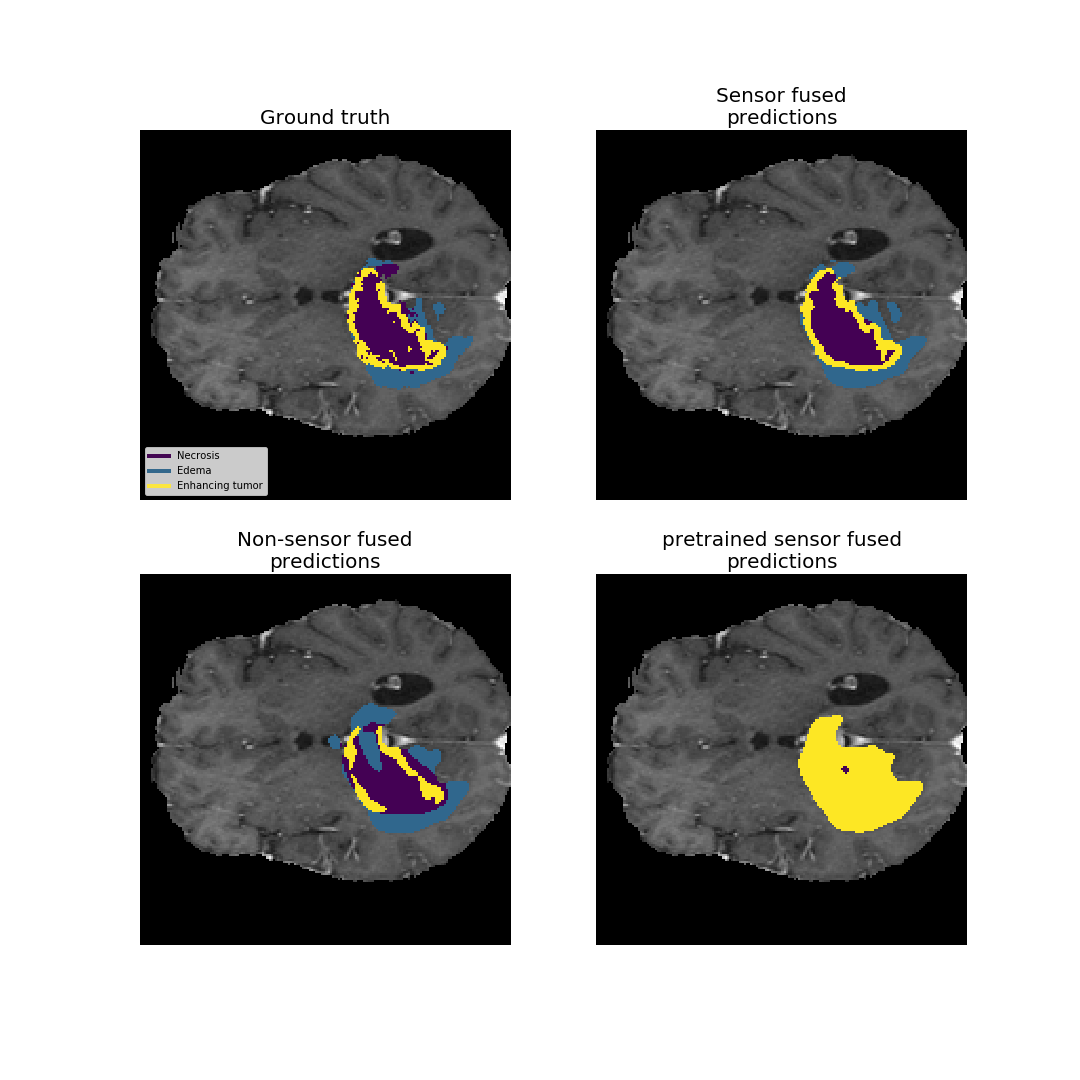 Ground truth
Sensor fused
predictions
Necrosis
Edema
Enhancing tumor
Non-sensor fused
predictions
pretrained sensor fused
predictions